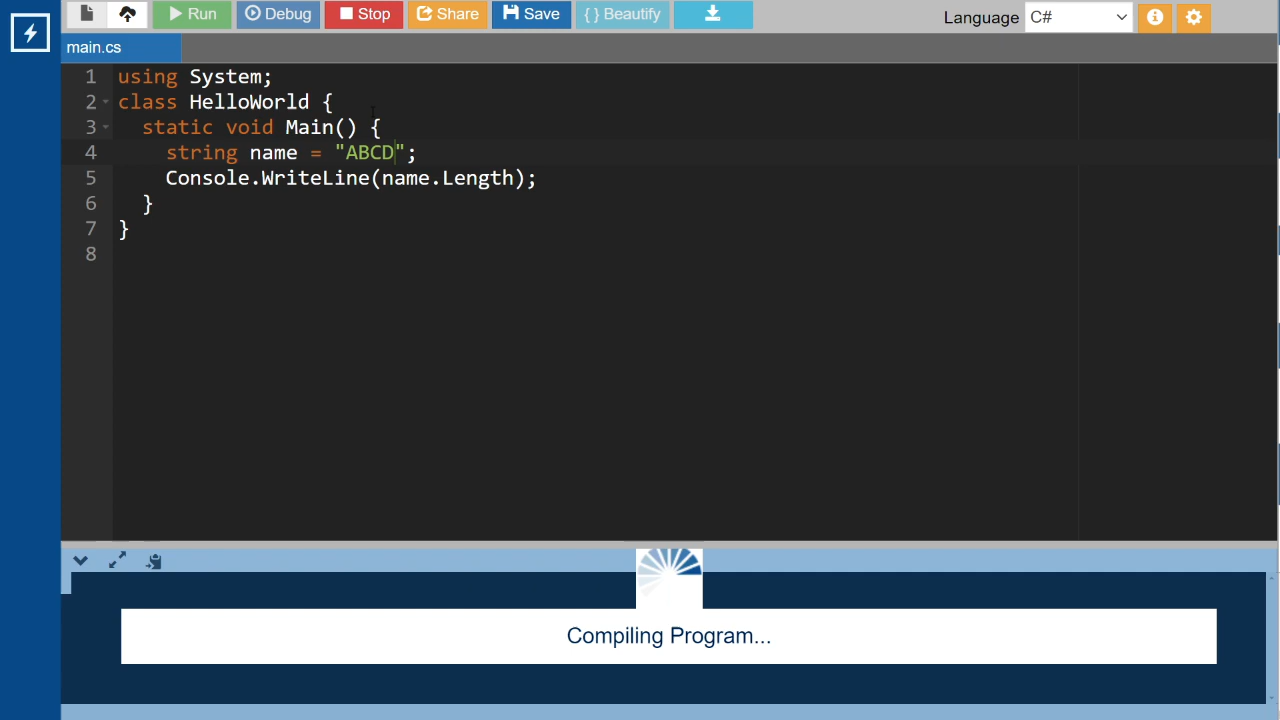 Run Debug Stop Share Save { } Beautify Language C#
main.cs
1 using System;
2 class HelloWorld {
3 static void Main() {
4 string name = "ABCD";
5 Console.WriteLine(name.Length);
6 }
7 }
8
Compiling Program...